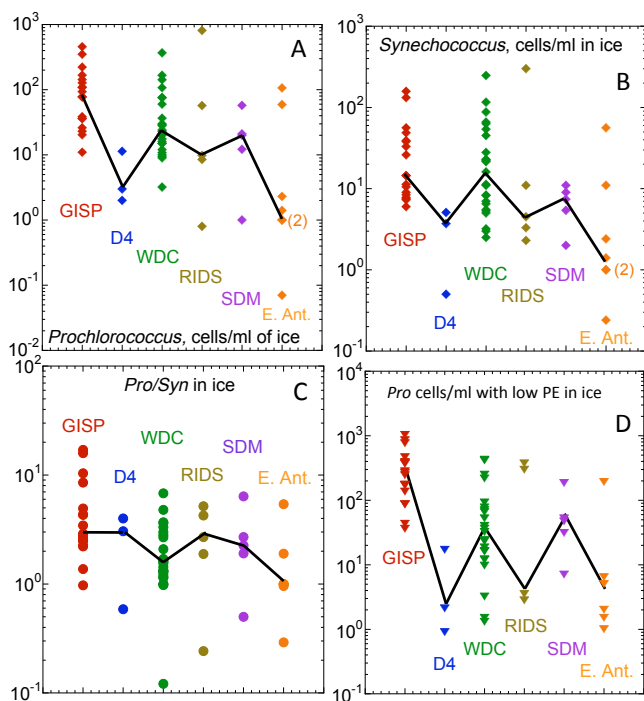 10^3
10^2
10^1
10^0
10^-1
10^-2
A
GISP
D4
WDC
RIDS
SDM
(2)
E. Ant.
Prochlorococcus, cells/ml of ice
10^3
10^2
10^1
10^0
10^-1
Synechococcus, cells/ml in ice
B
GISP
D4
WDC
RIDS
SDM
(2)
E. Ant.
10^2
10^1
10^0
10^-1
Pro/Syn in ice
C
GISP
D4
WDC
RIDS
SDM
E. Ant.
10^4
10^3
10^2
10^1
10^0
10^-1
Pro cells/ml with low PE in ice
D
GISP
D4
WDC
RIDS
SDM
E. Ant.